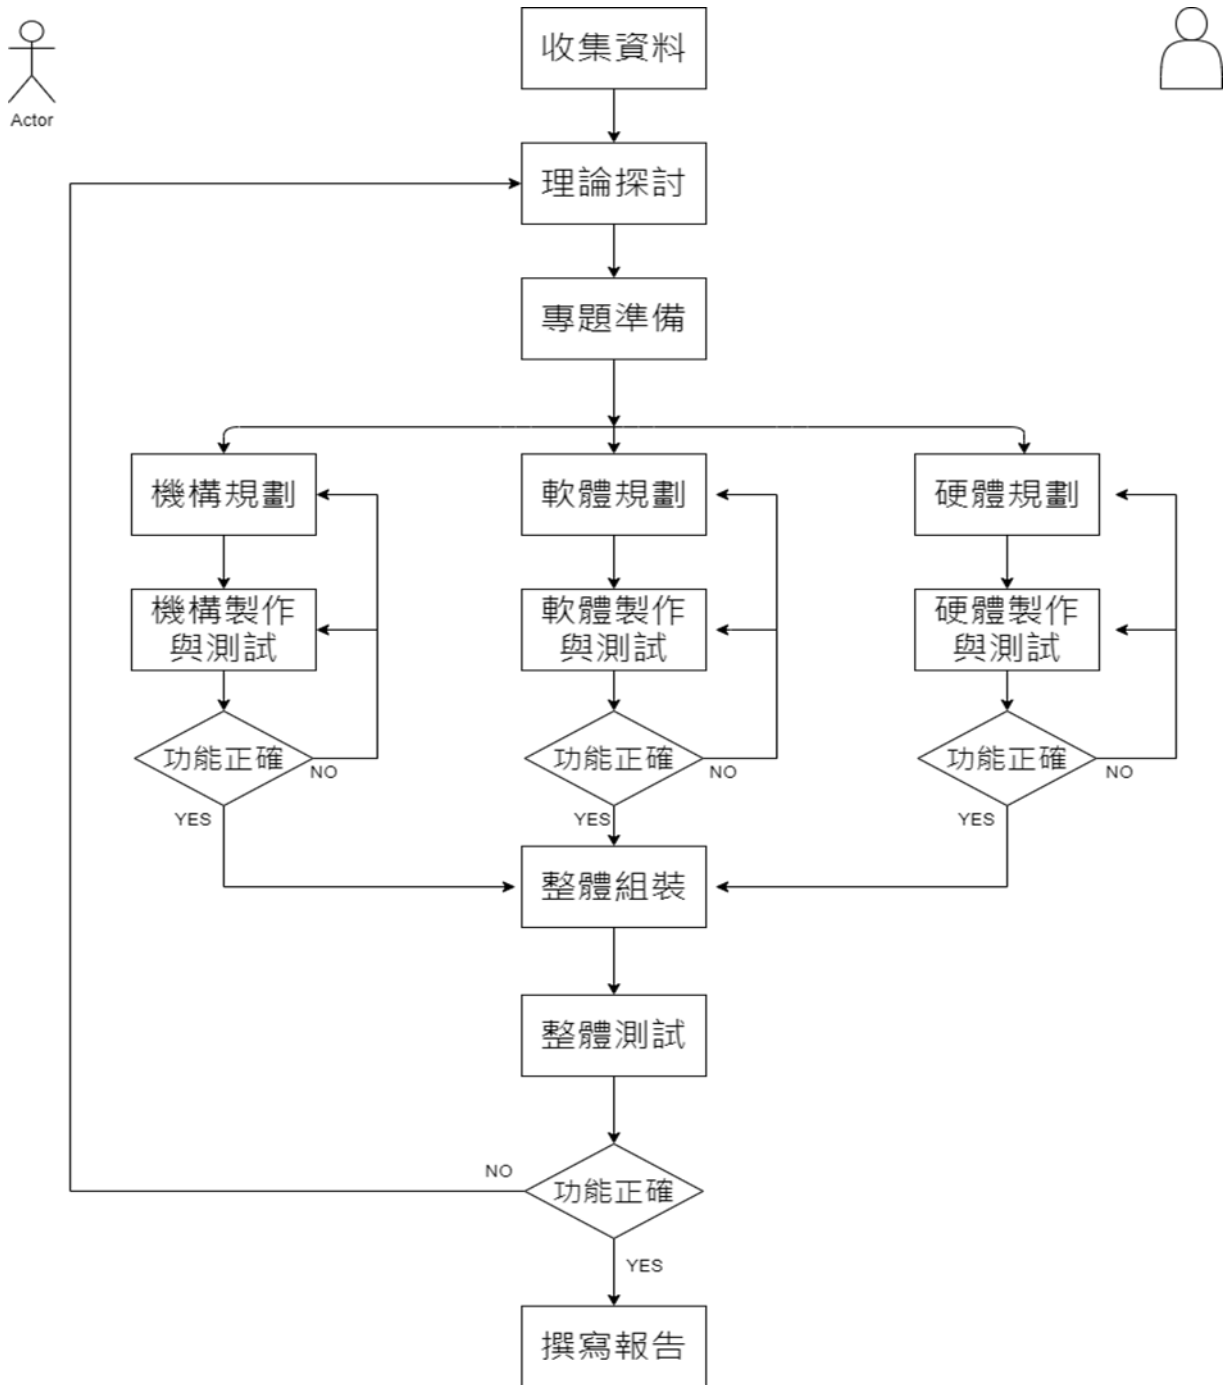 收集資料
Actor
理論探討
專題準備
機構規劃
軟體規劃
硬體規劃
機構製作
與測試
軟體製作
與測試
硬體製作
與測試
功能正確
NO
功能正確
NO
功能正確
NO
YES
YES
YES
整體組裝
整體測試
NO
功能正確
YES
撰寫報告